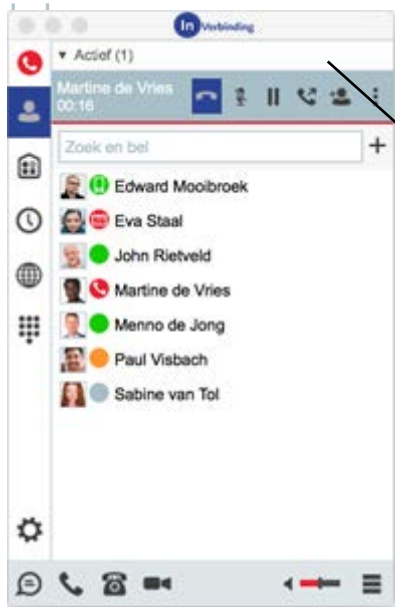 In Verbinding
Actief (1)
Martine de Vries
00:16
Zoek en bel
Edward Mooibroek
Eva Staal
John Rietveld
Martine de Vries
Menno de Jong
Paul Visbach
Sabine van Tol